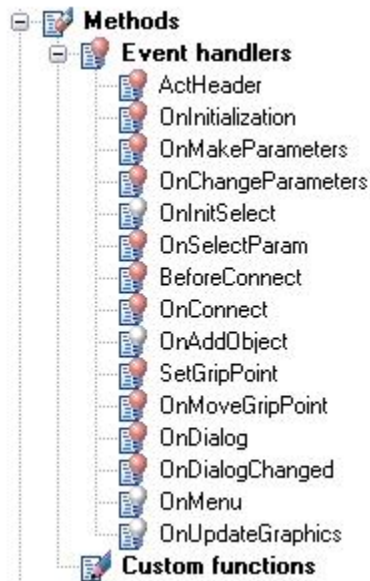 Methods
Event handlers
ActHeader
OnInitialization
OnMakeParameters
OnChangeParameters
OnInitSelect
OnSelectParam
BeforeConnect
OnConnect
OnAddObject
SetGripPoint
OnMoveGripPoint
OnDialog
OnDialogChanged
OnMenu
OnUpdateGraphics
Custom functions